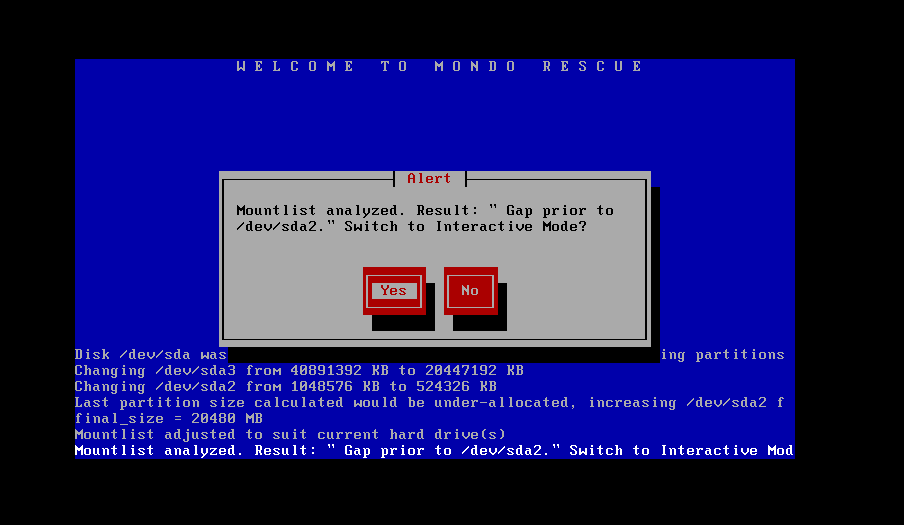 W E L C O M E   T O   M O N D O   R E S C U E
Alert
Mountlist analyzed. Result: " Gap prior to
/dev/sda2." Switch to Interactive Mode?
Yes No
Disk /dev/sda was ing partitions
Changing /dev/sda3 from 40891392 KB to 20447192 KB
Changing /dev/sda2 from 1048576 KB to 524326 KB
Last partition size calculated would be under-allocated, increasing /dev/sda2 f
final_size = 20480 MB
Mountlist adjusted to suit current hard drive(s)
Mountlist analyzed. Result: " Gap prior to /dev/sda2." Switch to Interactive Mod